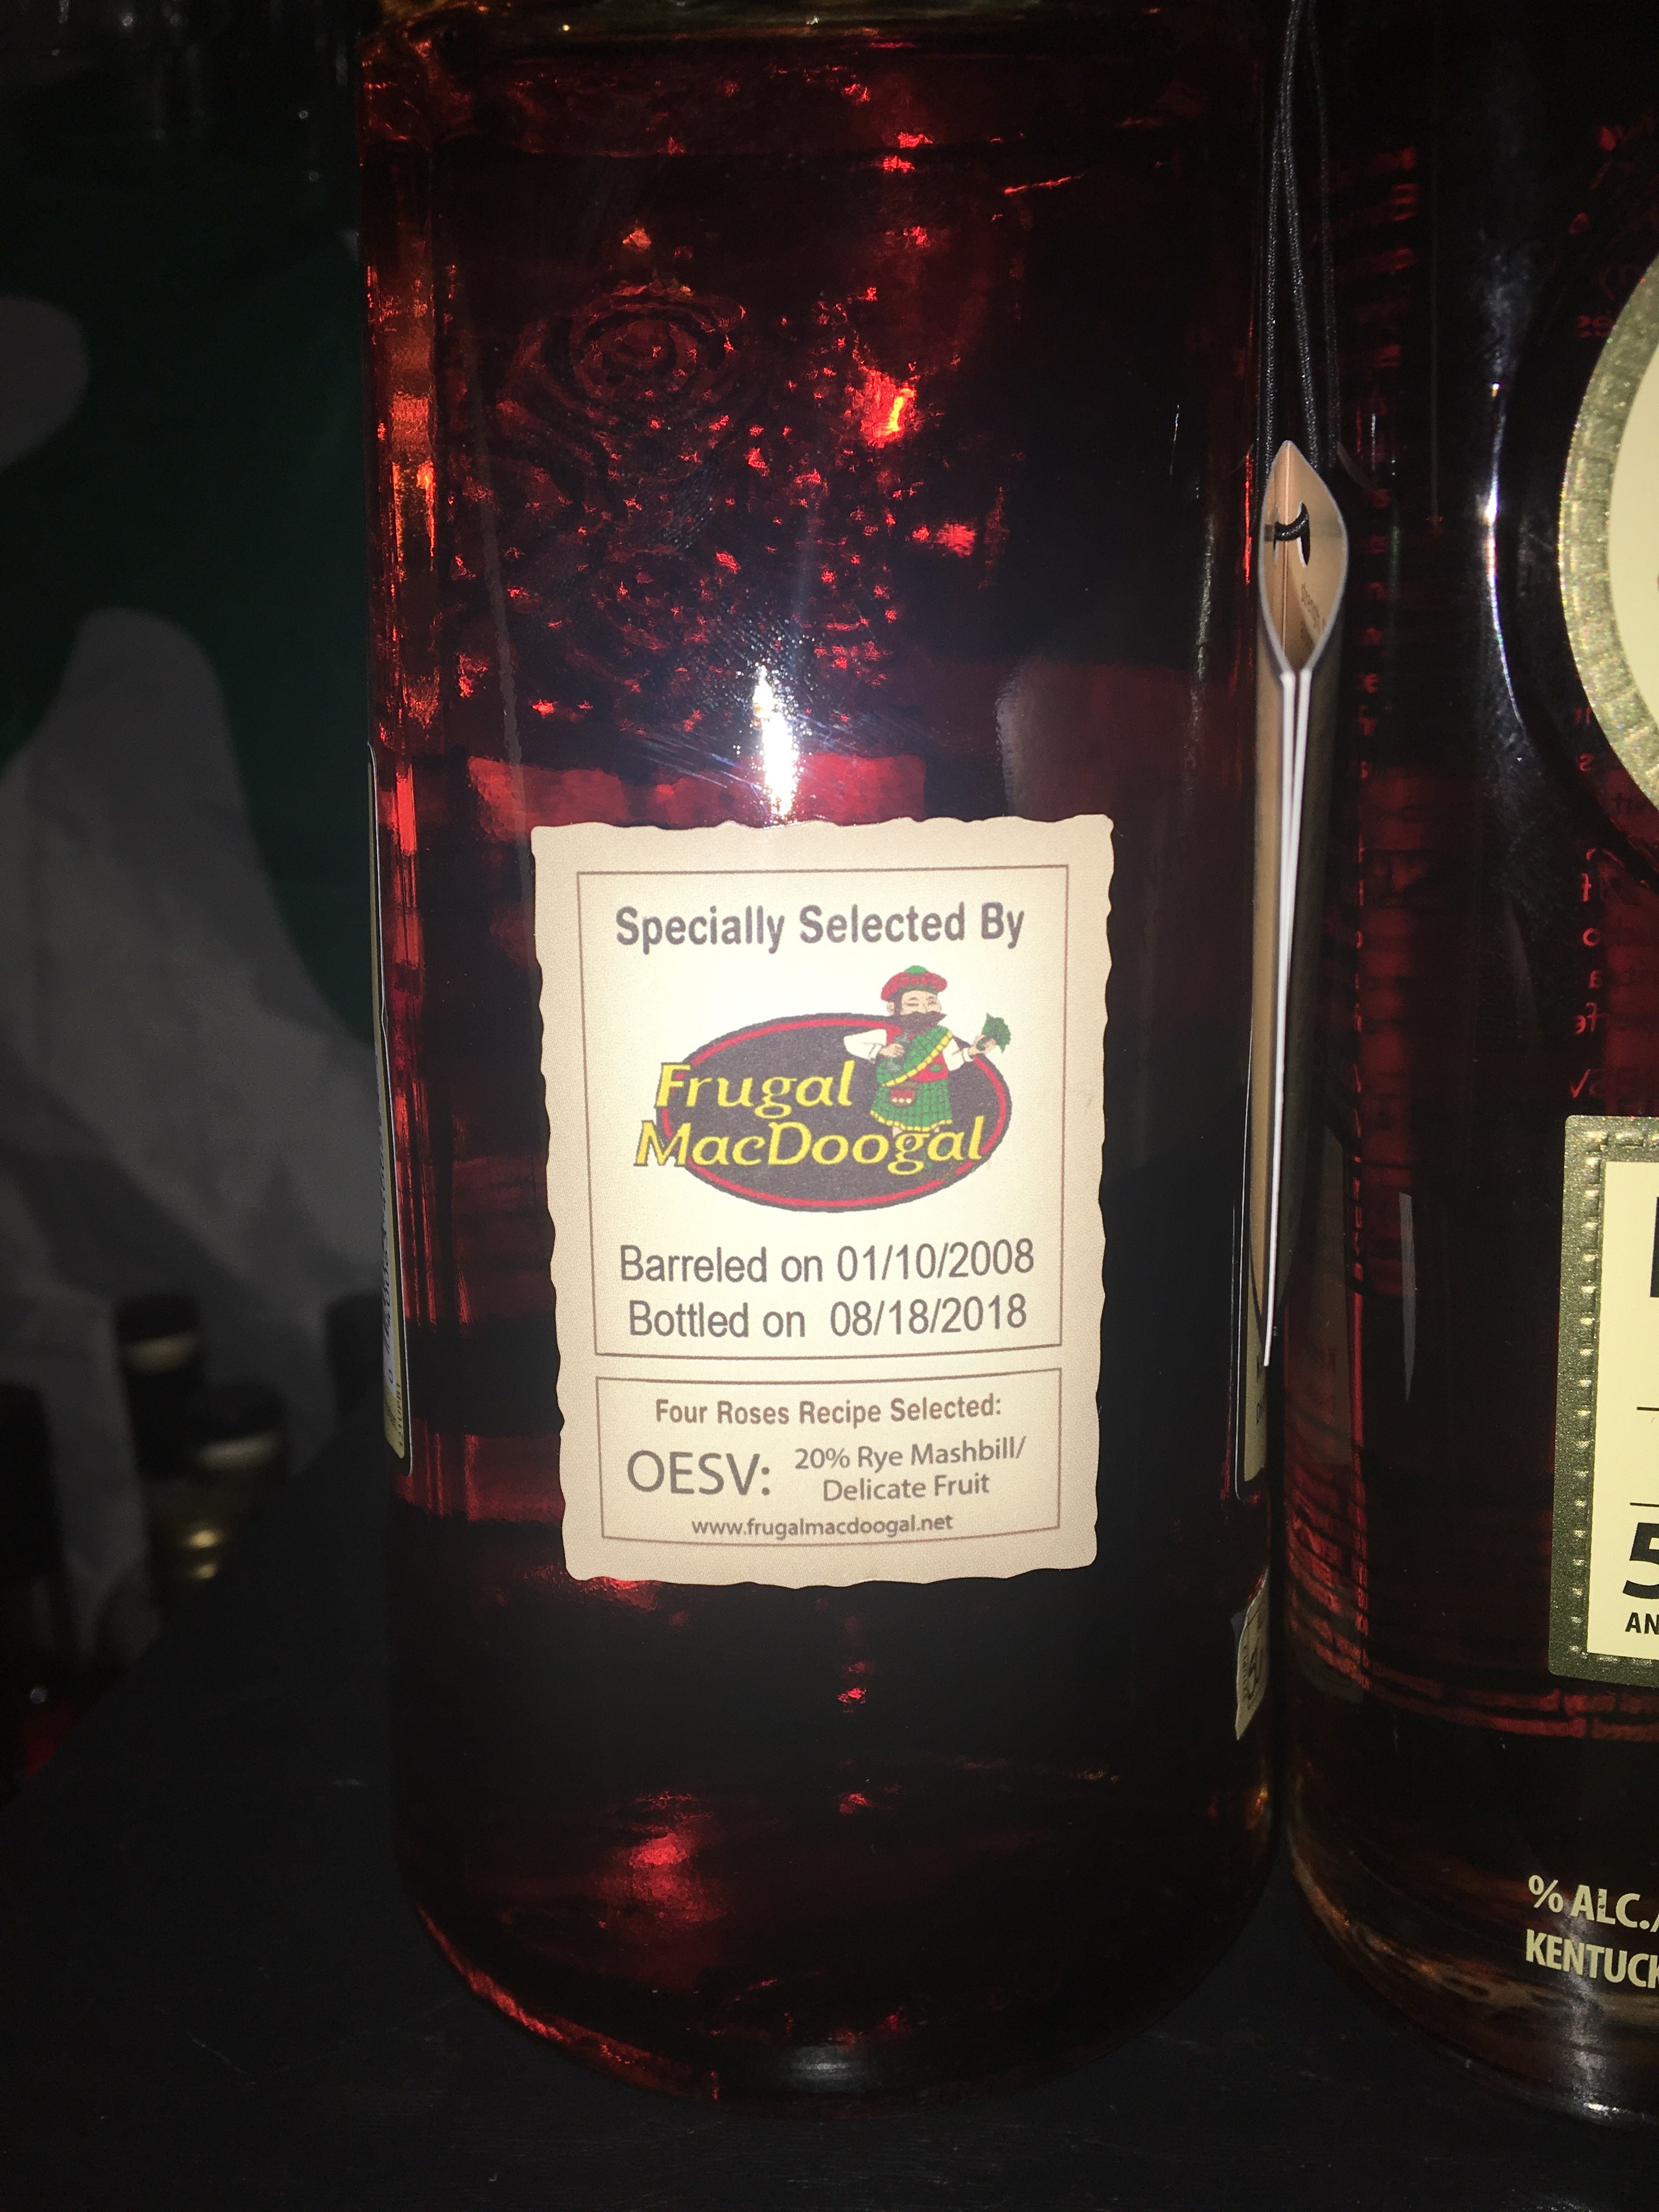 Specially Selected By
Frugal
MacDoogal
Barreled on 01/10/2008
Bottled on 08/18/2018
Four Roses Recipe Selected:
OESV: 20% Rye Mashbill/
Delicate Fruit
www.frugalmacdoogal.net
5
AN
% ALC./
KENTUCK